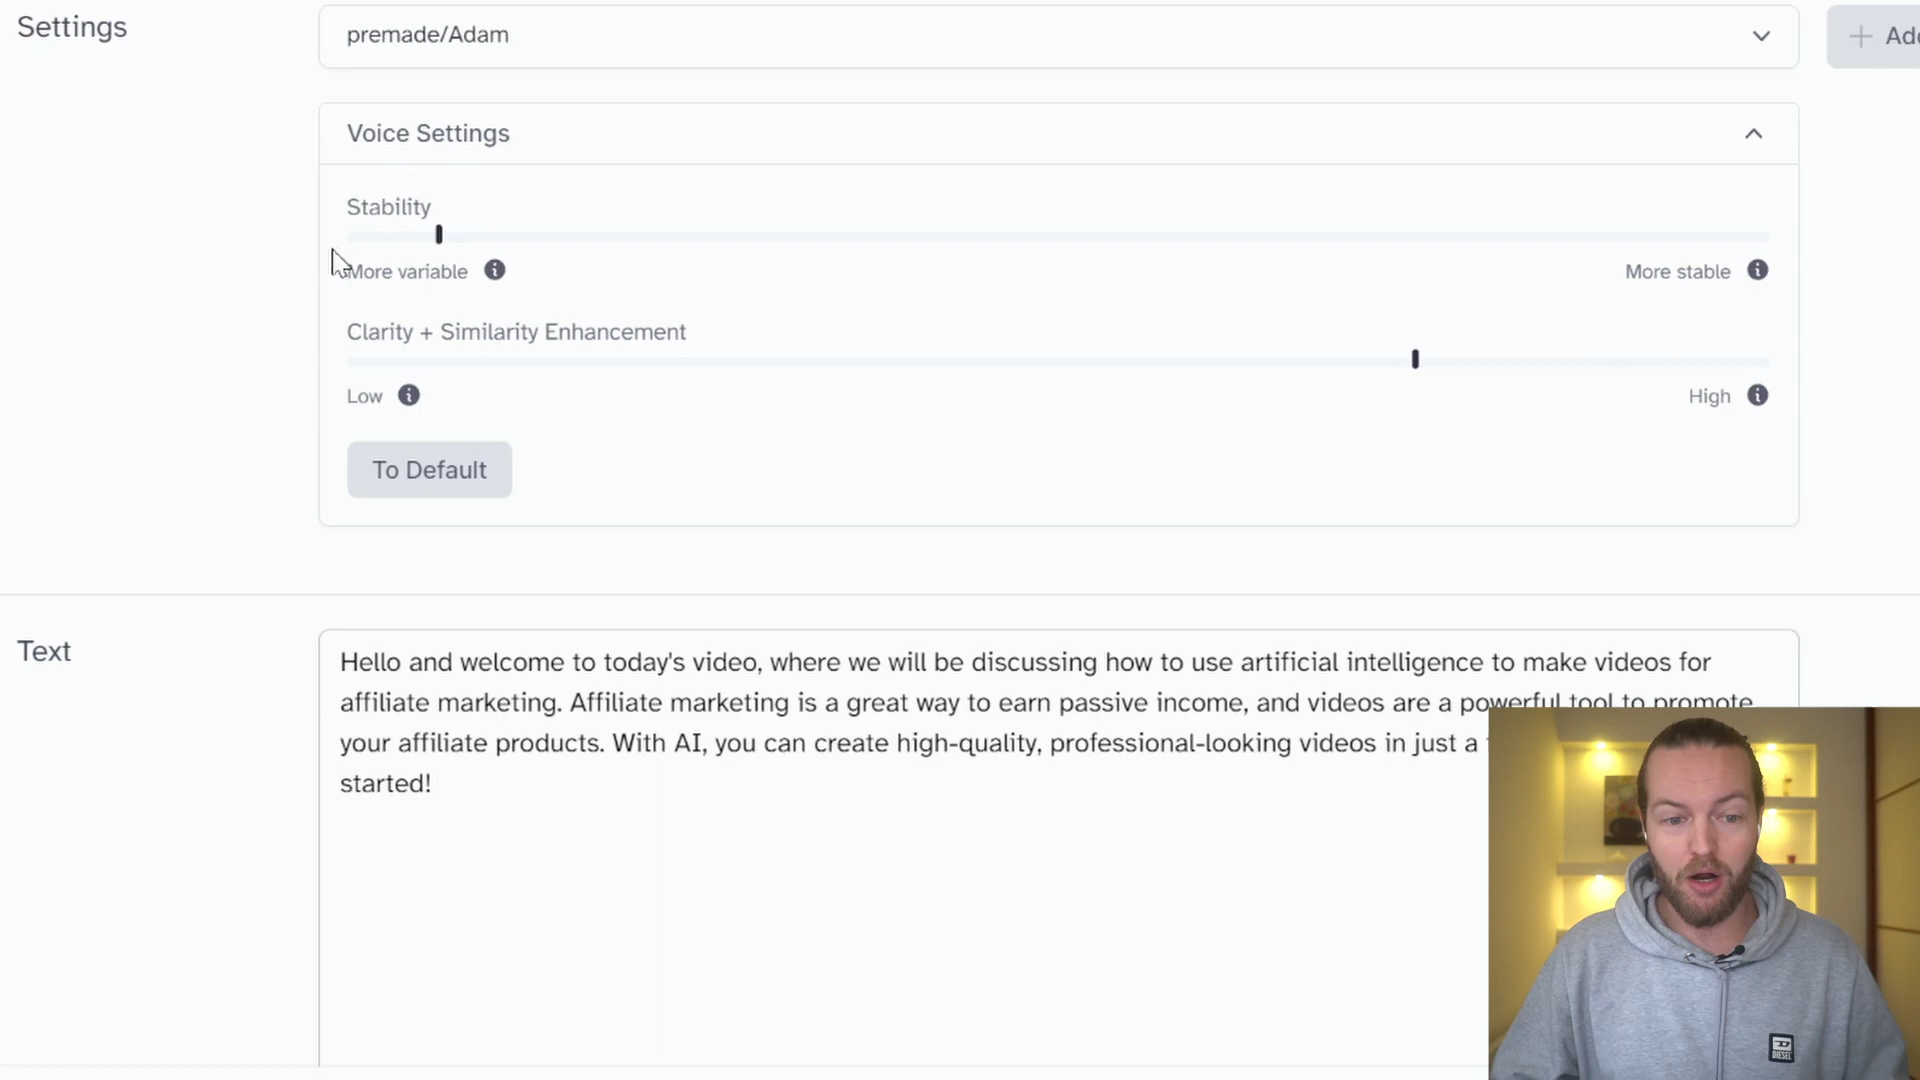 Settings
premade/Adam
Voice Settings
Stability
More variable
More stable
Clarity + Similarity Enhancement
Low
High
To Default
Text
Hello and welcome to today's video, where we will be discussing how to use artificial intelligence to make videos for
affiliate marketing. Affiliate marketing is a great way to earn passive income, and videos are a powerful tool to promote
your affiliate products. With AI, you can create high-quality, professional-looking videos in just a
started!
DIESEL